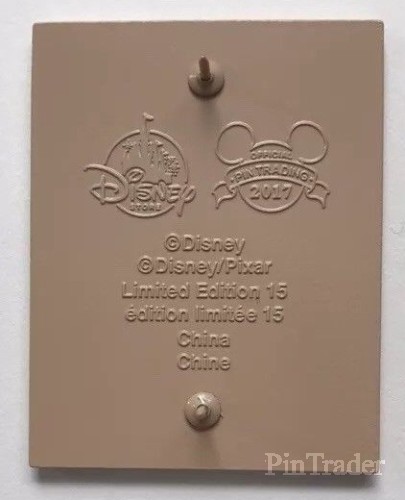 Disney
STORE
OFFICIAL
PIN TRADING
2017
©Disney
©Disney/Pixar
Limited Edition 15
édition limitée 15
China
Chine
PinTrader